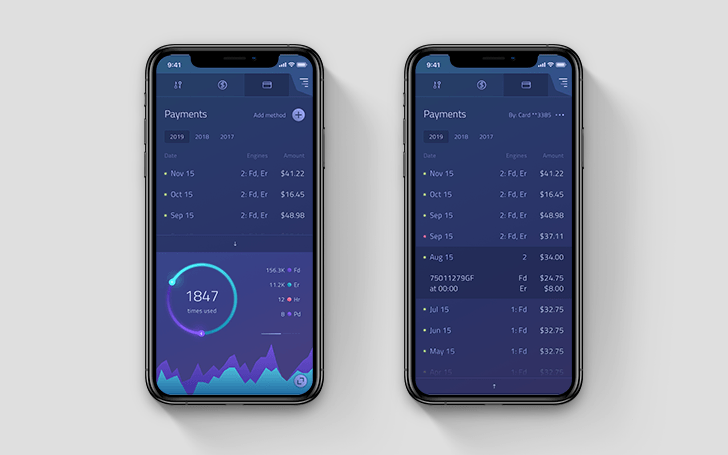 9:41
Payments
Add method
2019 2018 2017
Date Engines Amount
Nov 15 2: Fd, Er $41.22
Oct 15 2: Fd, Er $16.45
Sep 15 2: Fd, Er $48.98
1847
times used
156.3K Fd
11.2K Er
12 Hr
8 Pd
9:41
Payments
By: Card **3385
2019 2018 2017
Date Engines Amount
Nov 15 2: Fd, Er $41.22
Oct 15 2: Fd, Er $16.45
Sep 15 2: Fd, Er $48.98
Sep 15 2: Fd, Er $37.11
Aug 15 2 $34.00
75011279GF Fd $24.75
at 00:00 Er $8.00
Jul 15 1: Fd $32.75
Jun 15 1: Fd $32.75
May 15 1: Fd $32.75
Apr 15 1: Fd $32.75